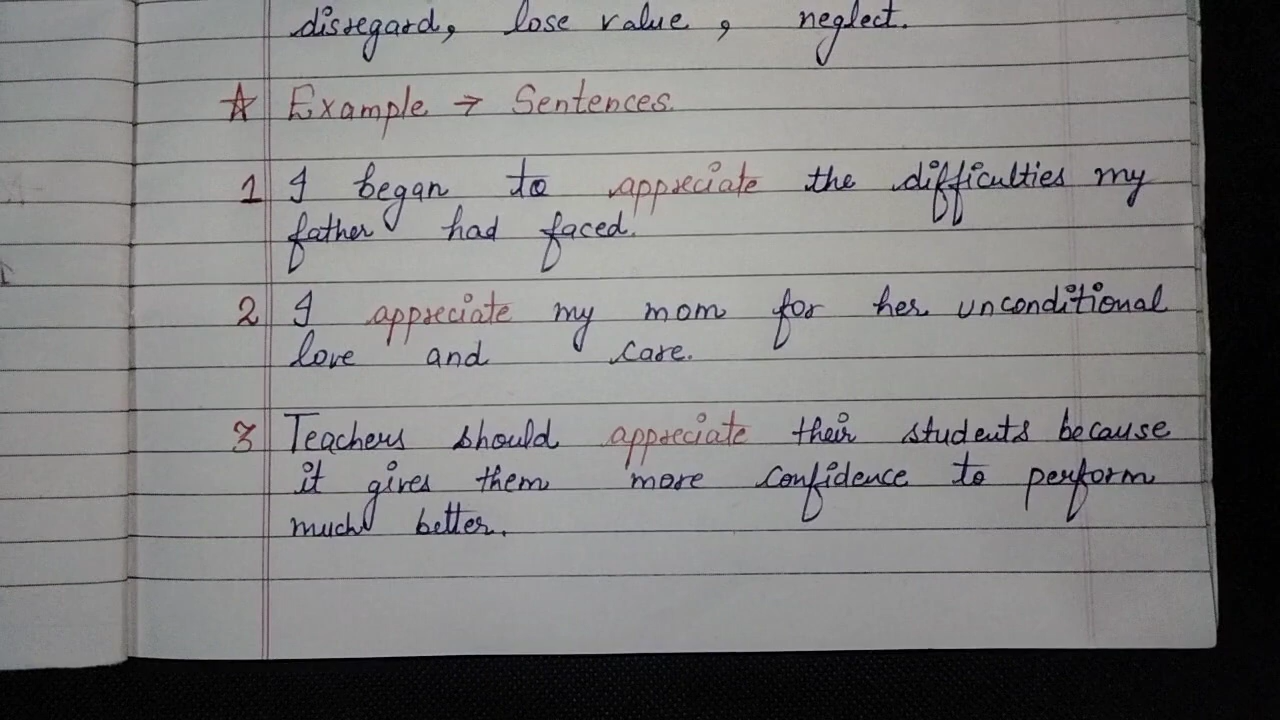 disregard, lose value, neglect.
☆ Example → Sentences.
1 I began to appreciate the difficulties my
father had faced.
2 I appreciate my mom for her unconditional
love and care.
3 Teachers should appreciate their students because
it gives them more confidence to perform
much better.